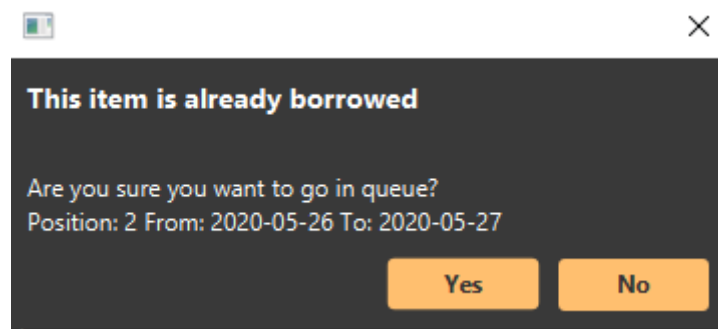 This item is already borrowed
Are you sure you want to go in queue?
Position: 2 From: 2020-05-26 To: 2020-05-27
Yes No